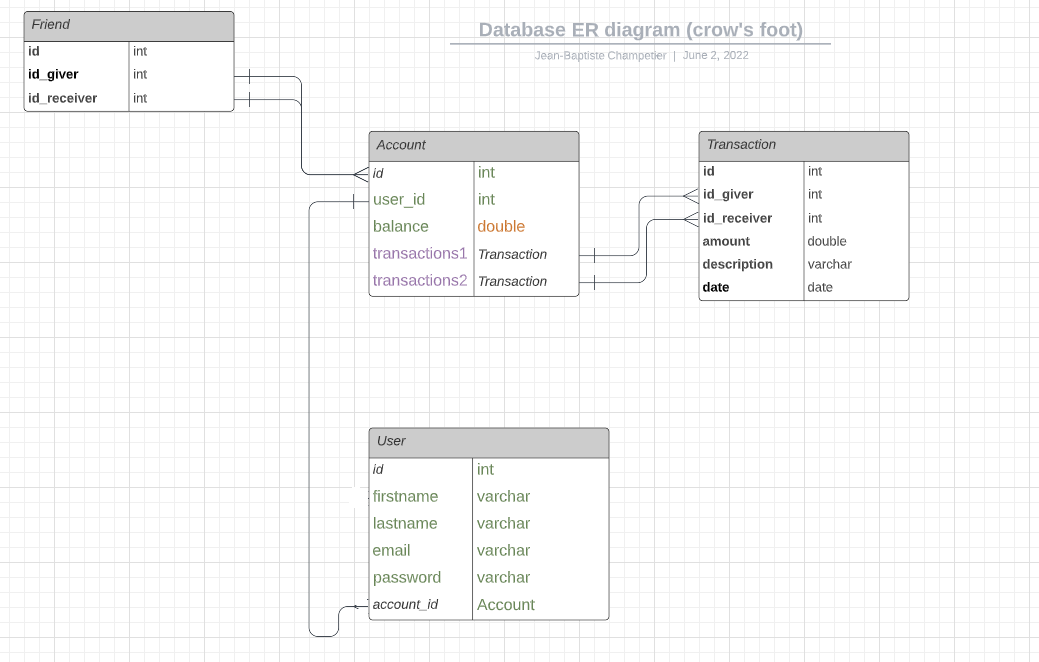 Friend
id int
id_giver int
id_receiver int
Database ER diagram (crow's foot)
Jean-Baptiste Champetier | June 2, 2022
Account
id int
user_id int
balance double
transactions1 Transaction
transactions2 Transaction
Transaction
id int
id_giver int
id_receiver int
amount double
description varchar
date date
User
id int
firstname varchar
lastname varchar
email varchar
password varchar
account_id Account